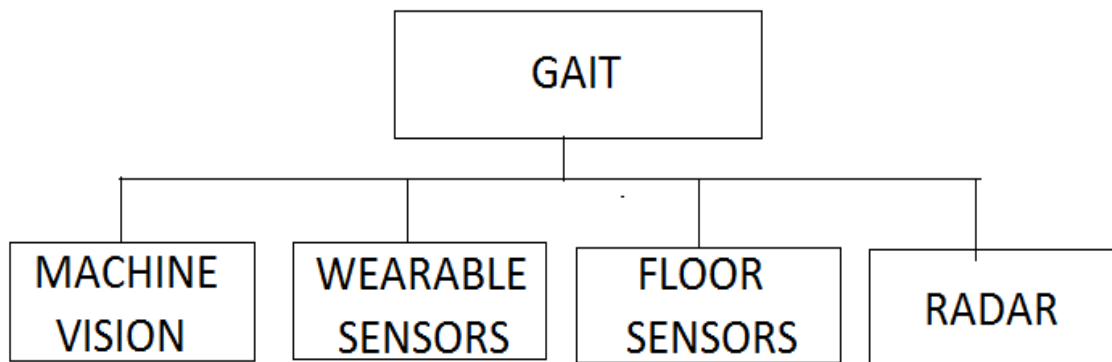 GAIT
MACHINE
VISION
WEARABLE
SENSORS
FLOOR
SENSORS
RADAR